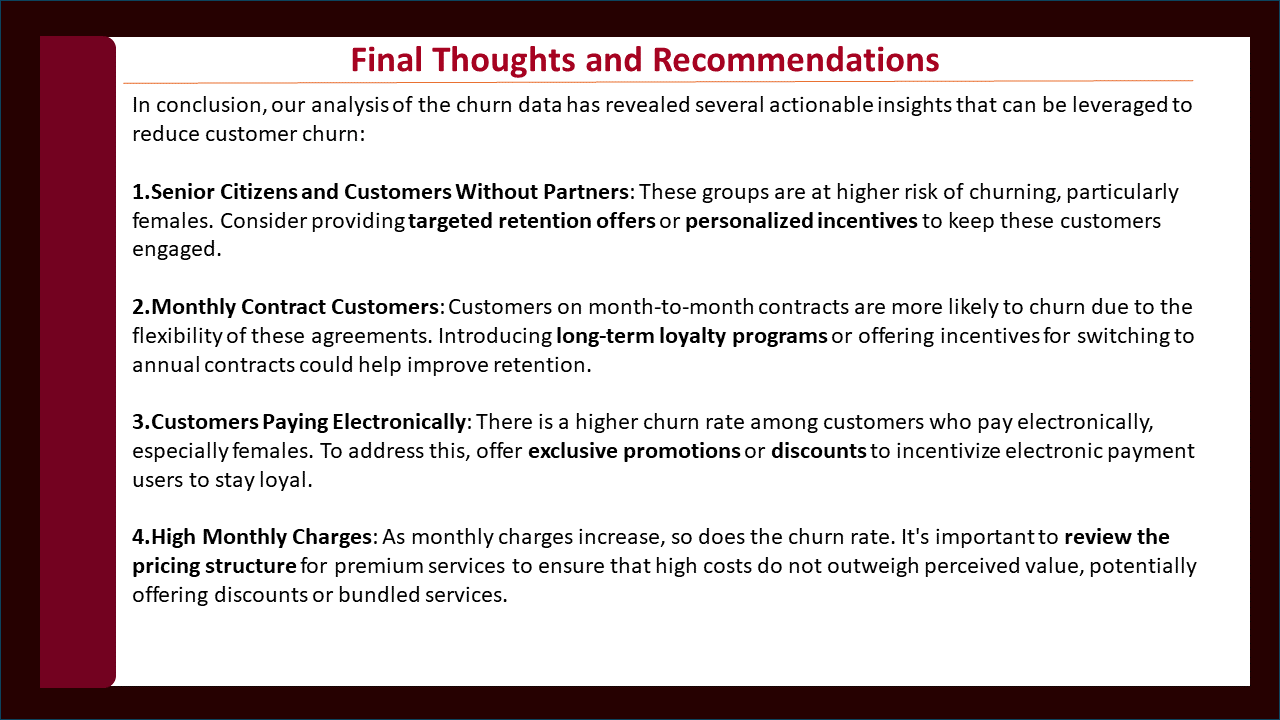 Final Thoughts and Recommendations
In conclusion, our analysis of the churn data has revealed several actionable insights that can be leveraged to
reduce customer churn:
1.Senior Citizens and Customers Without Partners: These groups are at higher risk of churning, particularly
females. Consider providing targeted retention offers or personalized incentives to keep these customers
engaged.
2.Monthly Contract Customers: Customers on month-to-month contracts are more likely to churn due to the
flexibility of these agreements. Introducing long-term loyalty programs or offering incentives for switching to
annual contracts could help improve retention.
3.Customers Paying Electronically: There is a higher churn rate among customers who pay electronically,
especially females. To address this, offer exclusive promotions or discounts to incentivize electronic payment
users to stay loyal.
4.High Monthly Charges: As monthly charges increase, so does the churn rate. It's important to review the
pricing structure for premium services to ensure that high costs do not outweigh perceived value, potentially
offering discounts or bundled services.